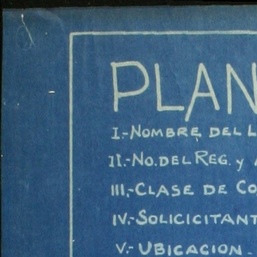 PLAN
I.-NOMBRE DEL L
II.-NO. DEL REG. y
III.-CLASE DE CO
IV.-SOLICICITANT
V.-UBICACION.